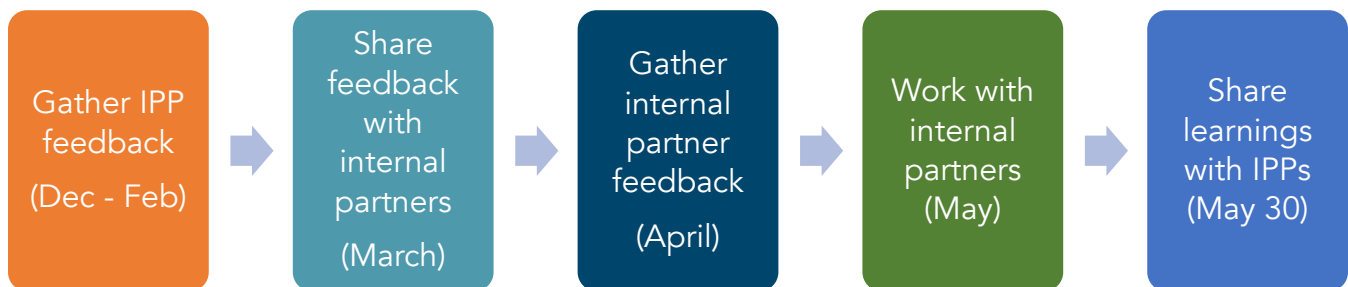 Gather IPP
feedback
(Dec - Feb)
Share
feedback
with
internal
partners
(March)
Gather
internal
partner
feedback
(April)
Work with
internal
partners
(May)
Share
learnings
with IPPs
(May 30)